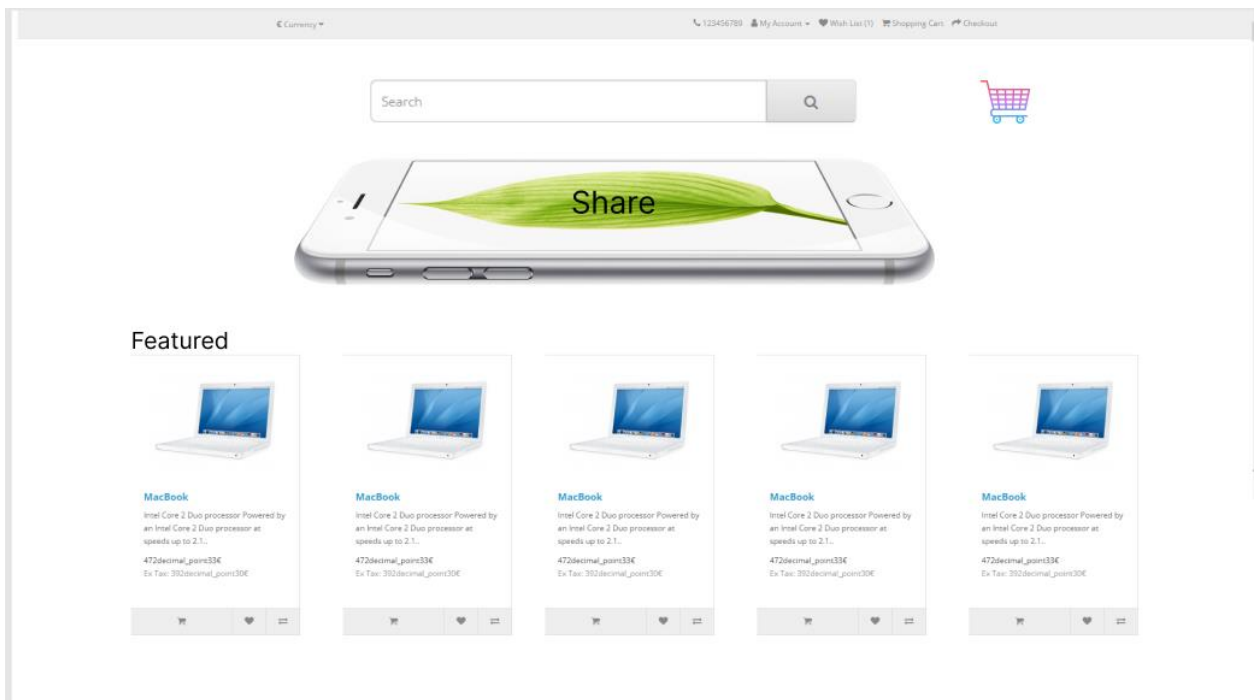 € Currency
123456789 My Account Wish List (1) Shopping Cart Checkout
Search
Share
Featured
MacBook
Intel Core 2 Duo processor Powered by
an Intel Core 2 Duo processor at
speeds up to 2.1..
472decimal_point33€
Ex Tax: 392decimal_point30€
MacBook
Intel Core 2 Duo processor Powered by
an Intel Core 2 Duo processor at
speeds up to 2.1..
472decimal_point33€
Ex Tax: 392decimal_point30€
MacBook
Intel Core 2 Duo processor Powered by
an Intel Core 2 Duo processor at
speeds up to 2.1..
472decimal_point33€
Ex Tax: 392decimal_point30€
MacBook
Intel Core 2 Duo processor Powered by
an Intel Core 2 Duo processor at
speeds up to 2.1..
472decimal_point33€
Ex Tax: 392decimal_point30€
MacBook
Intel Core 2 Duo processor Powered by
an Intel Core 2 Duo processor at
speeds up to 2.1..
472decimal_point33€
Ex Tax: 392decimal_point30€